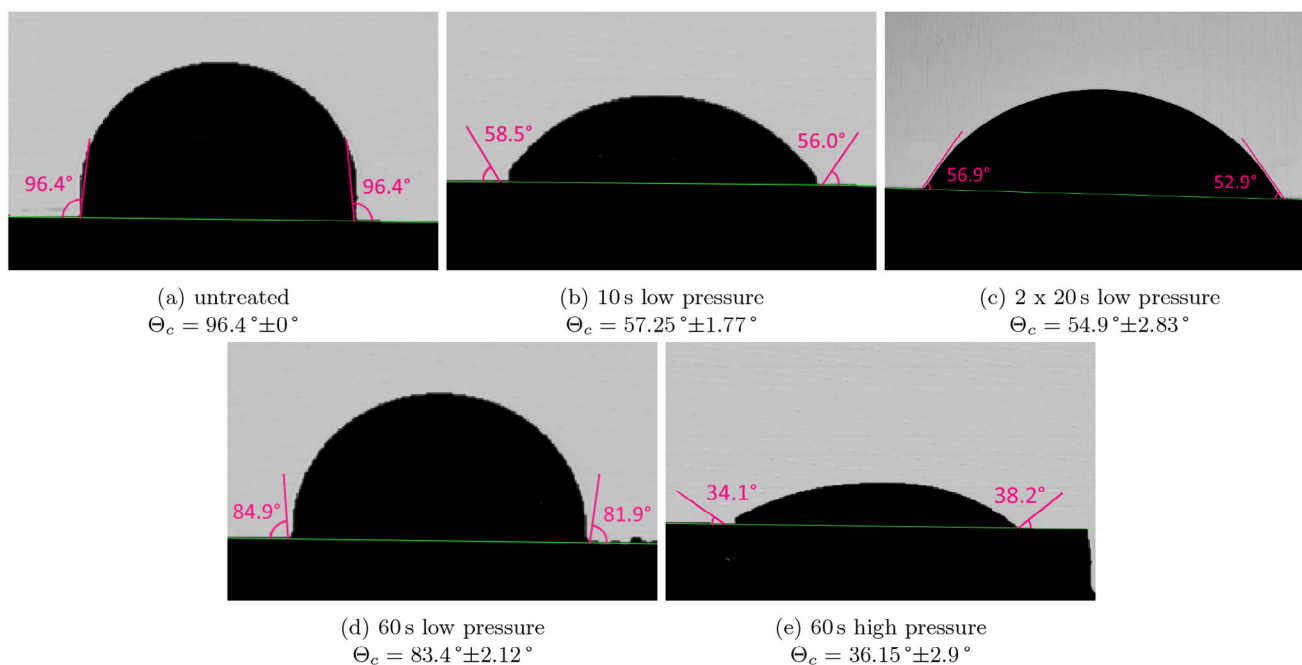 96.4° 96.4°
58.5° 56.0°
56.9° 52.9°
(a) untreated
Θc = 96.4°±0°
(b) 10 s low pressure
Θc = 57.25°±1.77°
(c) 2 x 20 s low pressure
Θc = 54.9°±2.83°
84.9° 81.9°
34.1° 38.2°
(d) 60 s low pressure
Θc = 83.4°±2.12°
(e) 60 s high pressure
Θc = 36.15°±2.9°